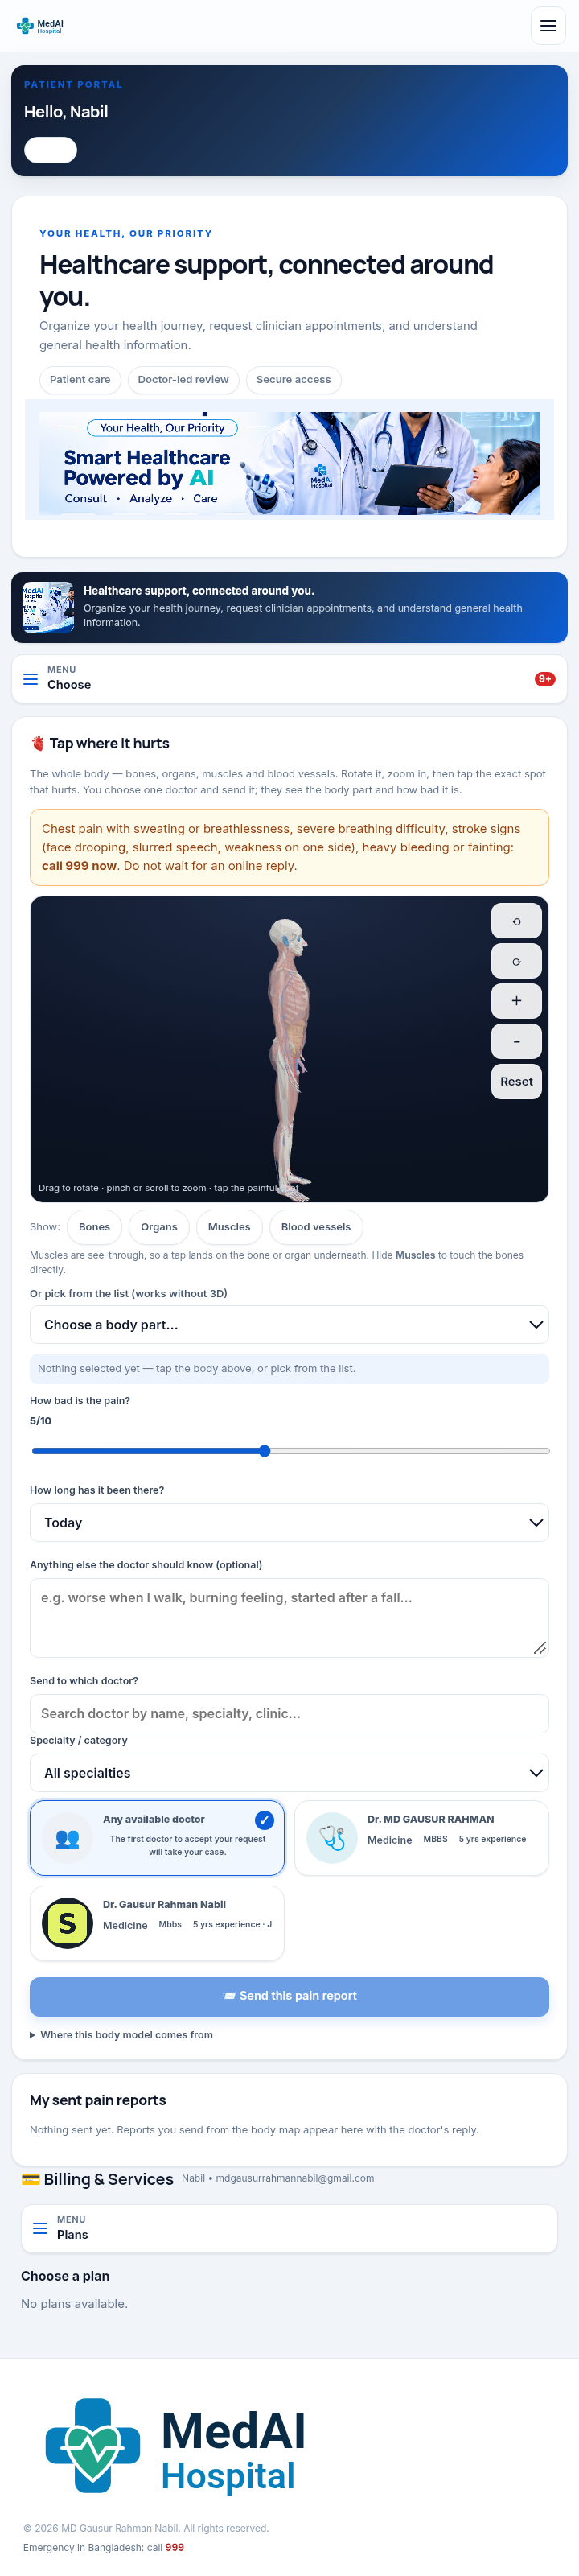 MedAI
Hospital
PATIENT PORTAL
Hello, Nabil
YOUR HEALTH, OUR PRIORITY
Healthcare support, connected around
you.
Organize your health journey, request clinician appointments, and understand
general health information.
Patient care
Doctor-led review
Secure access
Your Health, Our Priority
Smart Healthcare
Powered by AI
Consult • Analyze • Care
MedAI
Hospital
Healthcare support, connected around you.
Organize your health journey, request clinician appointments, and understand general health
information.
MENU
Choose
9+
Tap where it hurts
The whole body — bones, organs, muscles and blood vessels. Rotate it, zoom in, then tap the exact spot
that hurts. You choose one doctor and send it; they see the body part and how bad it is.
Chest pain with sweating or breathlessness, severe breathing difficulty, stroke signs
(face drooping, slurred speech, weakness on one side), heavy bleeding or fainting:
call 999 now. Do not wait for an online reply.
⟲
⟳
+
−
Reset
Drag to rotate · pinch or scroll to zoom · tap the painful spot
Show:
Bones
Organs
Muscles
Blood vessels
Muscles are see-through, so a tap lands on the bone or organ underneath. Hide Muscles to touch the bones
directly.
Or pick from the list (works without 3D)
Choose a body part...
Nothing selected yet — tap the body above, or pick from the list.
How bad is the pain?
5/10
How long has it been there?
Today
Anything else the doctor should know (optional)
e.g. worse when I walk, burning feeling, started after a fall...
Send to which doctor?
Search doctor by name, specialty, clinic...
Specialty / category
All specialties
Any available doctor
The first doctor to accept your request
will take your case.
Dr. MD GAUSUR RAHMAN
Medicine MBBS 5 yrs experience
S
Dr. Gausur Rahman Nabil
Medicine Mbbs 5 yrs experience · J
Send this pain report
Where this body model comes from
My sent pain reports
Nothing sent yet. Reports you send from the body map appear here with the doctor's reply.
Billing & Services Nabil • mdgausurrahmannabil@gmail.com
MENU
Plans
Choose a plan
No plans available.
MedAI
Hospital
© 2026 MD Gausur Rahman Nabil. All rights reserved.
Emergency in Bangladesh: call 999